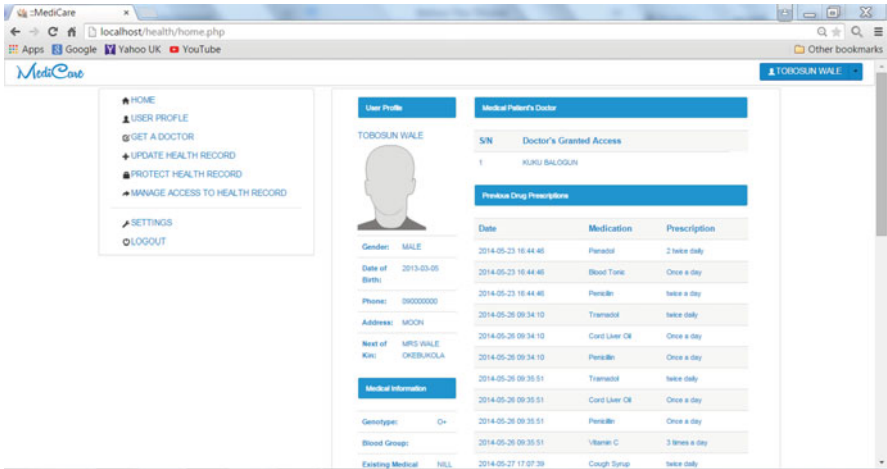 ::MediCare
localhost/health/home.php
Apps Google Yahoo UK YouTube Other bookmarks
MediCare
TOBOSUN WALE
HOME
USER PROFILE
GET A DOCTOR
UPDATE HEALTH RECORD
PROTECT HEALTH RECORD
MANAGE ACCESS TO HEALTH RECORD
SETTINGS
LOGOUT
User Profile
TOBOSUN WALE
Gender: MALE
Date of Birth: 2013-03-05
Phone: 090000000
Address: MOON
Next of Kin: MRS WALE OKEBUKOLA
Medical Information
Genotype: O+
Blood Group:
Existing Medical NILL
Medical Patient's Doctor
S/N Doctor's Granted Access
1 KUKU BALOGUN
Previous Drug Prescriptions
Date Medication Prescription
2014-05-23 16:44:46 Panadol 2 twice daily
2014-05-23 16:44:46 Blood Tonic Once a day
2014-05-23 16:44:46 Penicilin twice a day
2014-05-26 09:34:10 Tramadol twice daily
2014-05-26 09:34:10 Cord Liver Oil Once a day
2014-05-26 09:34:10 Penicilin Once a day
2014-05-26 09:35:51 Tramadol twice daily
2014-05-26 09:35:51 Cord Liver Oil Once a day
2014-05-26 09:35:51 Penicilin Once a day
2014-05-26 09:35:51 Vitamin C 3 times a day
2014-05-27 17:07:39 Cough Syrup twice daily